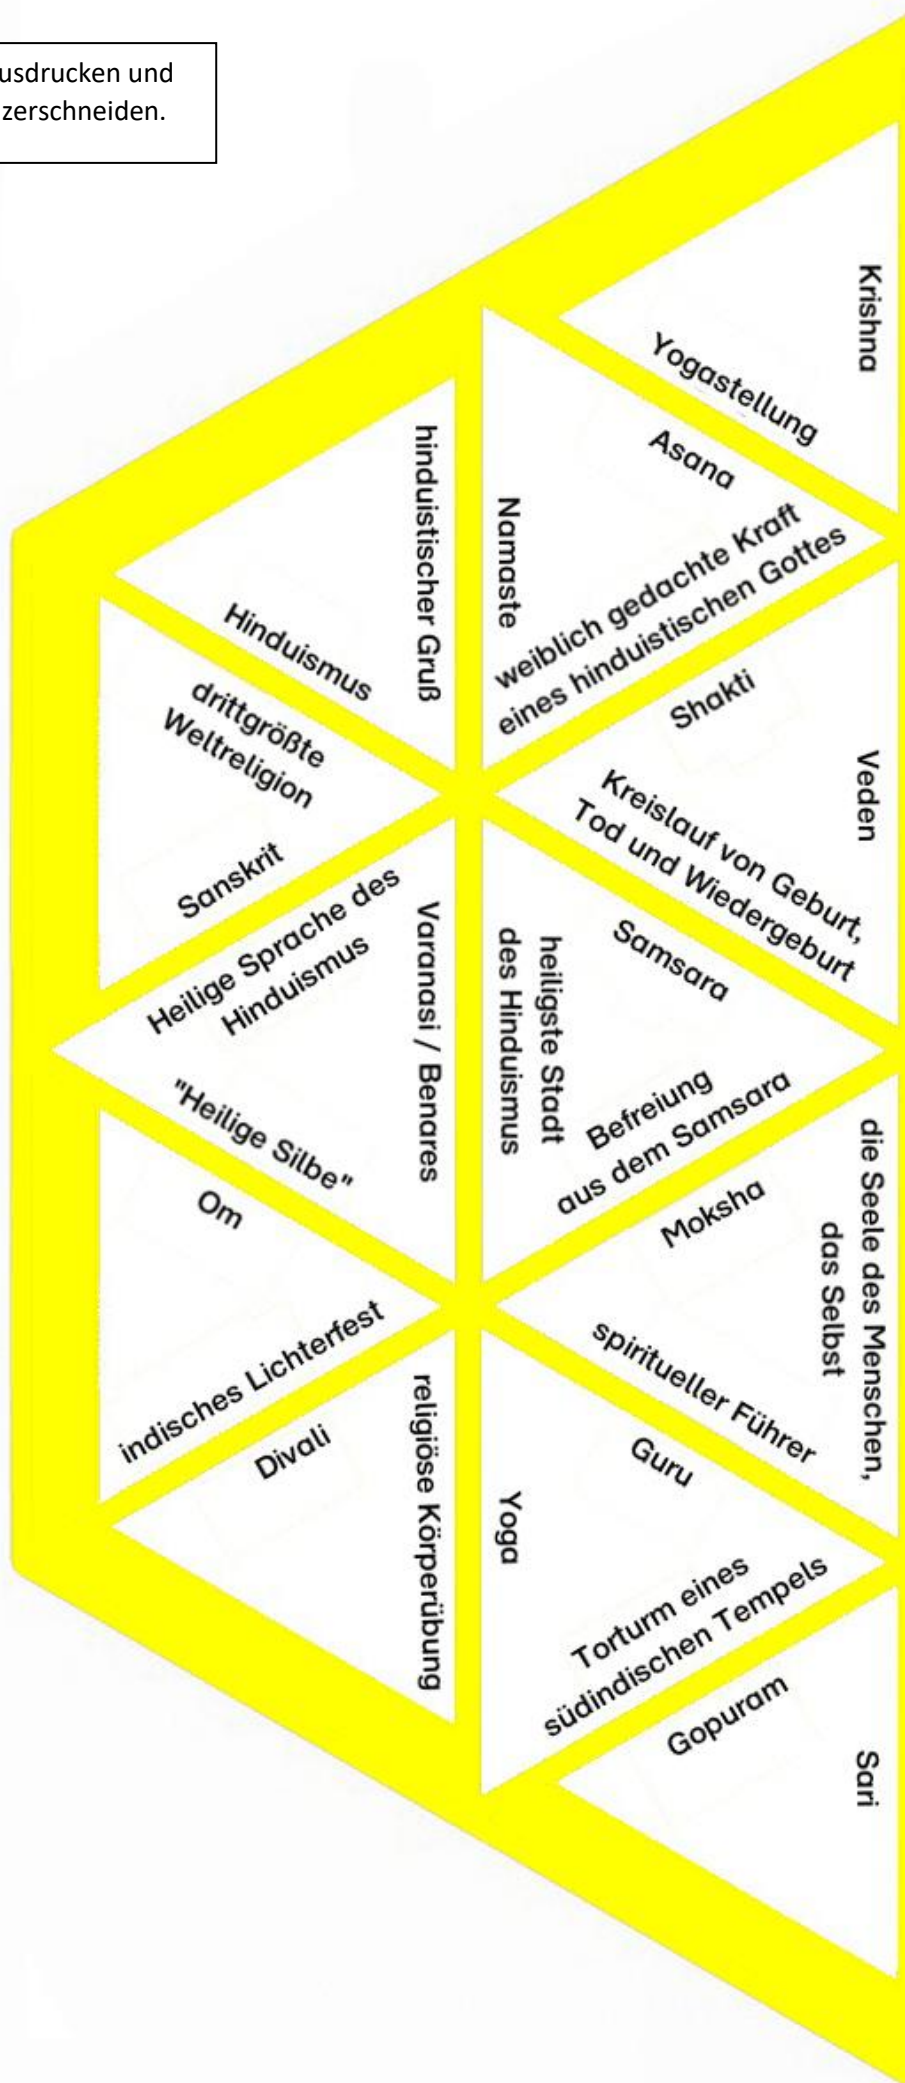 usdrucken und
zerschneiden.
Krishna
Yogastellung
Asana
Namaste
weiblich gedachte Kraft
eines hinduistischen Gottes
hinduistischer Gruß
Hinduismus
drittgrößte
Weltreligion
Sanskrit
Shakti
Veden
Kreislauf von Geburt,
Tod und Wiedergeburt
Heilige Sprache des
Hinduismus
Varanasi / Benares
"Heilige Silbe"
heiligste Stadt
des Hinduismus
Samsara
Befreiung
aus dem Samsara
Moksha
die Seele des Menschen,
das Selbst
spiritueller Führer
Om
indisches Lichterfest
Divali
religiöse Körperübung
Yoga
Guru
Torturm eines
südindischen Tempels
Gopuram
Sari